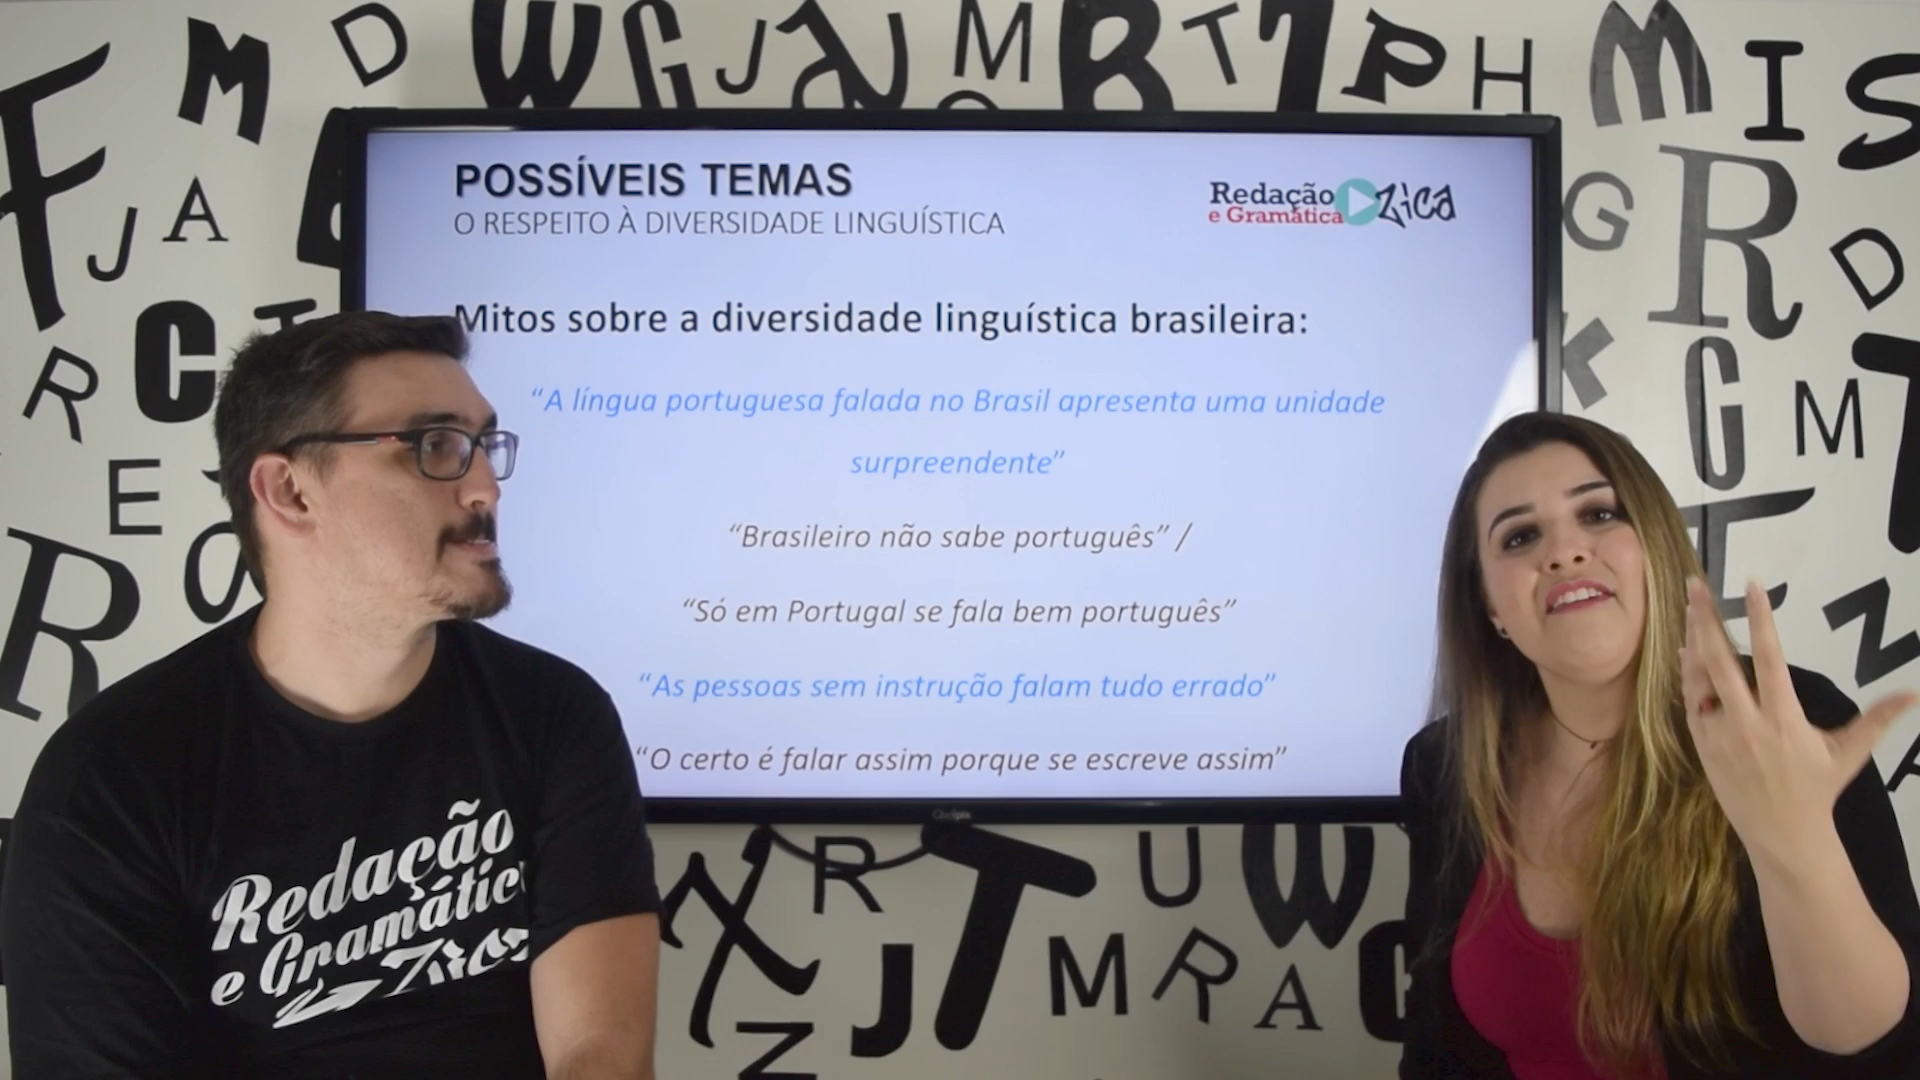 POSSÍVEIS TEMAS
O RESPEITO À DIVERSIDADE LINGUÍSTICA
Redação
e Gramática
Zica
Mitos sobre a diversidade linguística brasileira:
“A língua portuguesa falada no Brasil apresenta uma unidade
surpreendente”
“Brasileiro não sabe português” /
“Só em Portugal se fala bem português”
“As pessoas sem instrução falam tudo errado”
“O certo é falar assim porque se escreve assim”
Redação
e Gramática
Zica